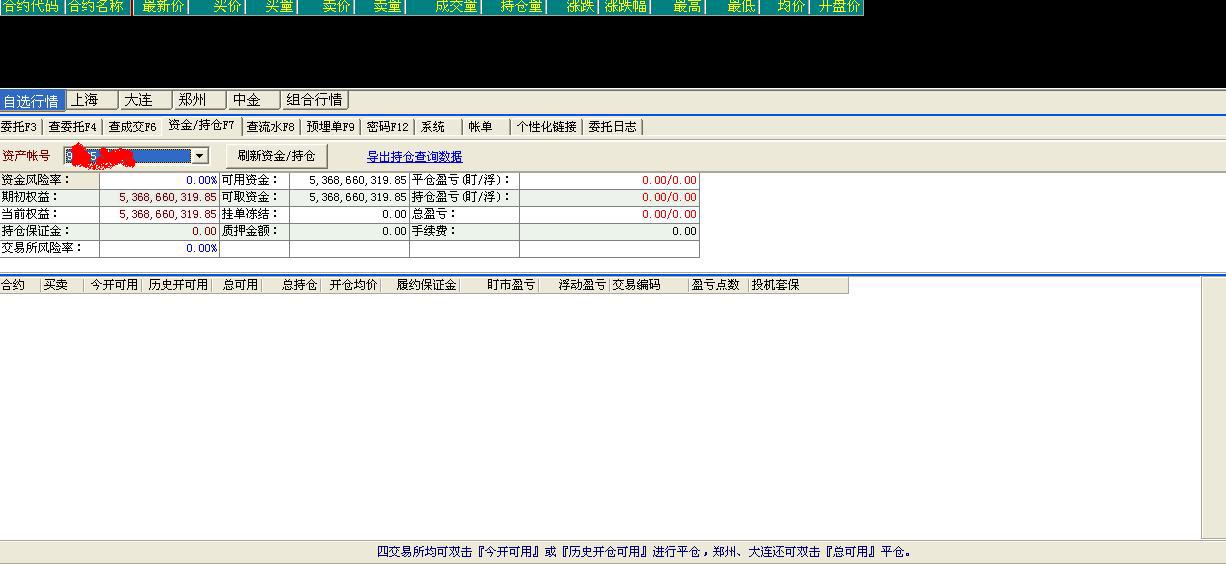 合约代码 合约名称 最新价 买价 买量 卖价 卖量 成交量 持仓量 涨跌 涨跌幅 最高 最低 均价 开盘价
自选行情 上海 大连 郑州 中金 组合行情
委托F3 查委托F4 查成交F6 资金/持仓F7 查流水F8 预埋单F9 密码F12 系统 帐单 个性化链接 委托日志
资产帐号 刷新资金/持仓 导出持仓查询数据
资金风险率： 0.00% 可用资金： 5,368,660,319.85 平仓盈亏(盯/浮)： 0.00/0.00
期初权益： 5,368,660,319.85 可取资金： 5,368,660,319.85 持仓盈亏(盯/浮)： 0.00/0.00
当前权益： 5,368,660,319.85 挂单冻结： 0.00 总盈亏： 0.00/0.00
持仓保证金： 0.00 质押金额： 0.00 手续费： 0.00
交易所风险率： 0.00%
合约 买卖 今开可用 历史开可用 总可用 总持仓 开仓均价 履约保证金 盯市盈亏 浮动盈亏 交易编码 盈亏点数 投机套保
四交易所均可双击『今开可用』或『历史开仓可用』进行平仓，郑州、大连还可双击『总可用』平仓。